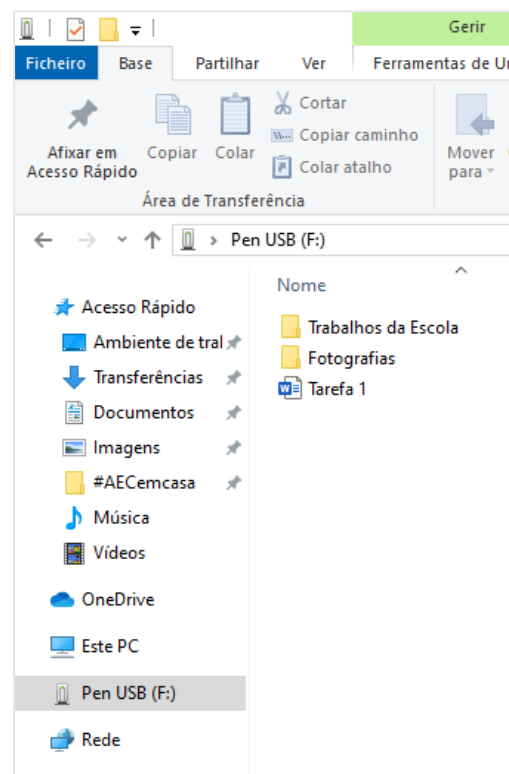 Gerir
Ficheiro Base Partilhar Ver Ferramentas de
Afixar em Acesso Rápido
Copiar
Colar
Cortar
Copiar caminho
Colar atalho
Mover para
Área de Transferência
Pen USB (F:)
Nome
Acesso Rápido
Ambiente de tral
Transferências
Documentos
Imagens
#AECemcasa
Música
Vídeos
OneDrive
Este PC
Pen USB (F:)
Rede
Trabalhos da Escola
Fotografias
Tarefa 1